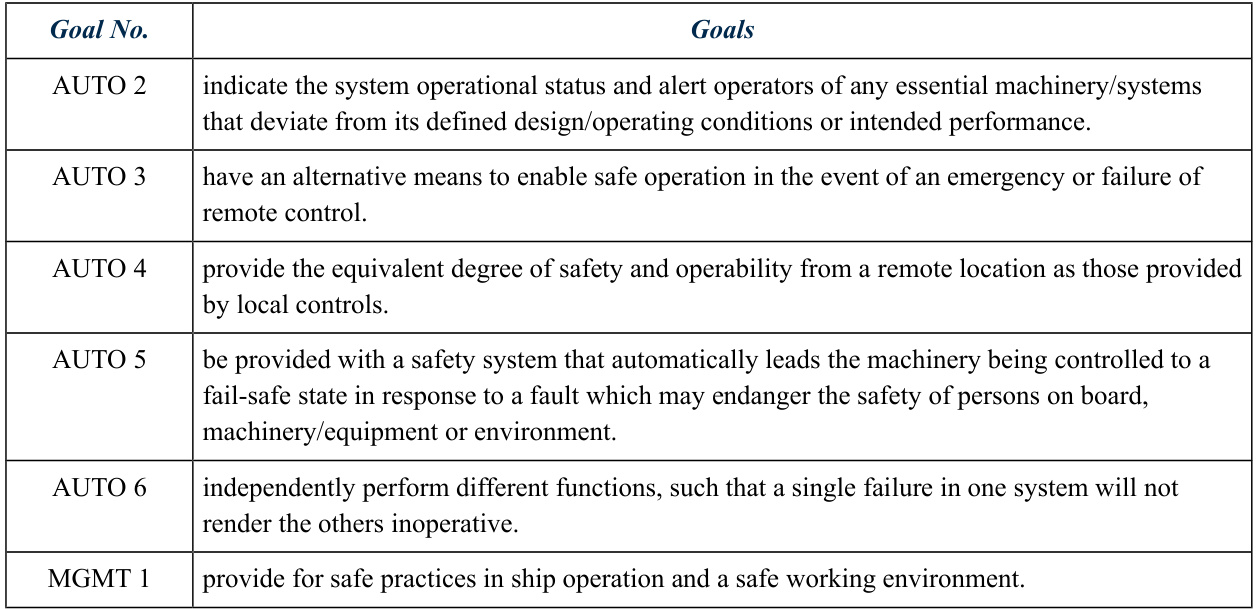 Goal No.
Goals
AUTO 2
indicate the system operational status and alert operators of any essential machinery/systems
that deviate from its defined design/operating conditions or intended performance.
AUTO 3
have an alternative means to enable safe operation in the event of an emergency or failure of
remote control.
AUTO 4
provide the equivalent degree of safety and operability from a remote location as those provided
by local controls.
AUTO 5
be provided with a safety system that automatically leads the machinery being controlled to a
fail-safe state in response to a fault which may endanger the safety of persons on board,
machinery/equipment or environment.
AUTO 6
independently perform different functions, such that a single failure in one system will not
render the others inoperative.
MGMT 1
provide for safe practices in ship operation and a safe working environment.